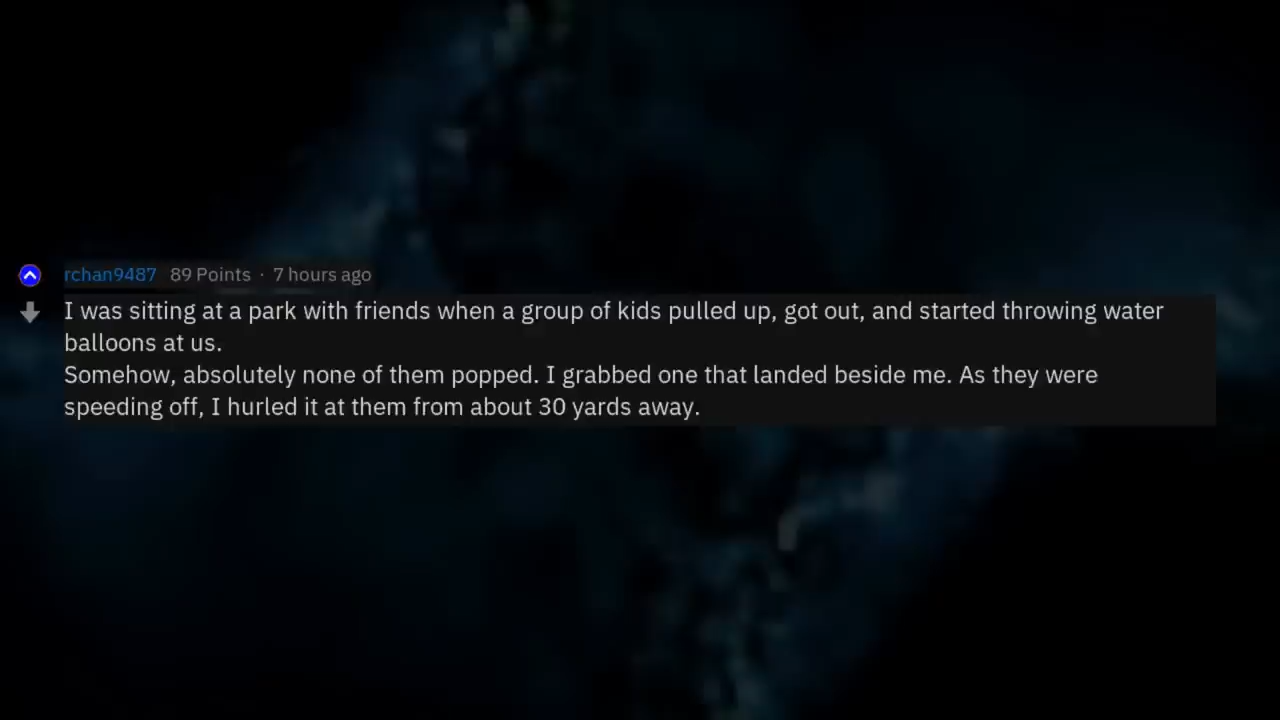 rchan9487 89 Points · 7 hours ago
I was sitting at a park with friends when a group of kids pulled up, got out, and started throwing water
balloons at us.
Somehow, absolutely none of them popped. I grabbed one that landed beside me. As they were
speeding off, I hurled it at them from about 30 yards away.